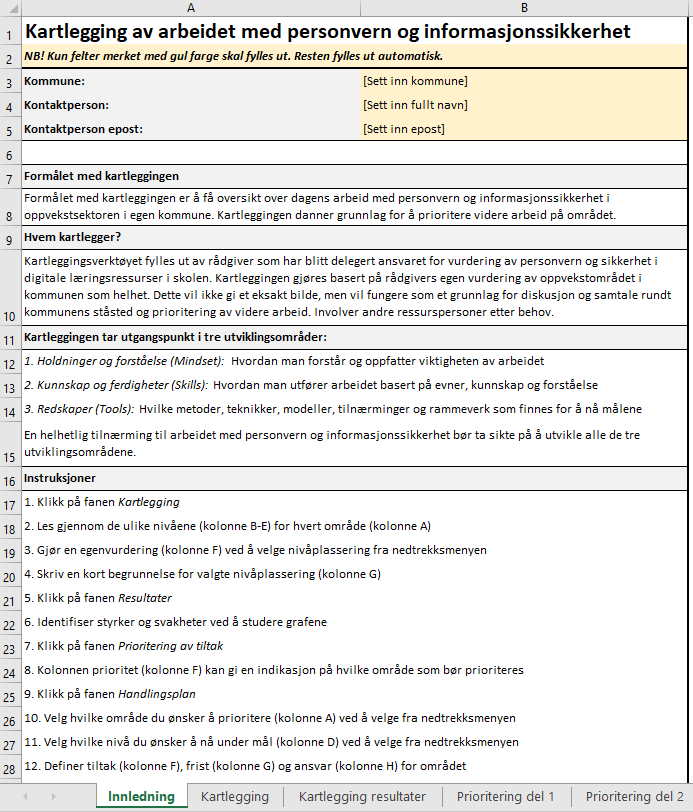 A B
1 Kartlegging av arbeidet med personvern og informasjonssikkerhet
2 NB! Kun felter merket med gul farge skal fylles ut. Resten fylles ut automatisk.
3 Kommune: [Sett inn kommune]
4 Kontaktperson: [Sett inn fullt navn]
5 Kontaktperson epost: [Sett inn epost]
6
7 Formålet med kartleggingen
Formålet med kartleggingen er å få oversikt over dagens arbeid med personvern og informasjonssikkerhet i
8 oppvekstsektoren i egen kommune. Kartleggingen danner grunnlag for å prioritere videre arbeid på området.
9 Hvem kartlegger?
Kartleggingsverktøyet fylles ut av rådgiver som har blitt delegert ansvaret for vurdering av personvern og sikkerhet i
digitale læringsressurser i skolen. Kartleggingen gjøres basert på rådgivers egen vurdering av oppvekstområdet i
kommunen som helhet. Dette vil ikke gi et eksakt bilde, men vil fungere som et grunnlag for diskusjon og samtale rundt
10 kommunens ståsted og prioritering av videre arbeid. Involver andre ressurspersoner etter behov.
11 Kartleggingen tar utgangspunkt i tre utviklingsområder:
12 1. Holdninger og forståelse (Mindset): Hvordan man forstår og oppfatter viktigheten av arbeidet
13 2. Kunnskap og ferdigheter (Skills): Hvordan man utfører arbeidet basert på evner, kunnskap og forståelse
14 3. Redskaper (Tools): Hvilke metoder, teknikker, modeller, tilnærminger og rammeverk som finnes for å nå målene
En helhetlig tilnærming til arbeidet med personvern og informasjonssikkerhet bør ta sikte på å utvikle alle de tre
15 utviklingsområdene.
16 Instruksjoner
17 1. Klikk på fanen Kartlegging
18 2. Les gjennom de ulike nivåene (kolonne B-E) for hvert område (kolonne A)
19 3. Gjør en egenvurdering (kolonne F) ved å velge nivåplassering fra nedtrekksmenyen
20 4. Skriv en kort begrunnelse for valgte nivåplassering (kolonne G)
21 5. Klikk på fanen Resultater
22 6. Identifiser styrker og svakheter ved å studere grafene
23 7. Klikk på fanen Prioritering av tiltak
24 8. Kolonnen prioritet (kolonne F) kan gi en indikasjon på hvilke område som bør prioriteres
25 9. Klikk på fanen Handlingsplan
26 10. Velg hvilke område du ønsker å prioritere (kolonne A) ved å velge fra nedtrekksmenyen
27 11. Velg hvilke nivå du ønsker å nå under mål (kolonne D) ved å velge fra nedtrekksmenyen
28 12. Definer tiltak (kolonne F), frist (kolonne G) og ansvar (kolonne H) for området
Innledning Kartlegging Kartlegging resultater Prioritering del 1 Prioritering del 2